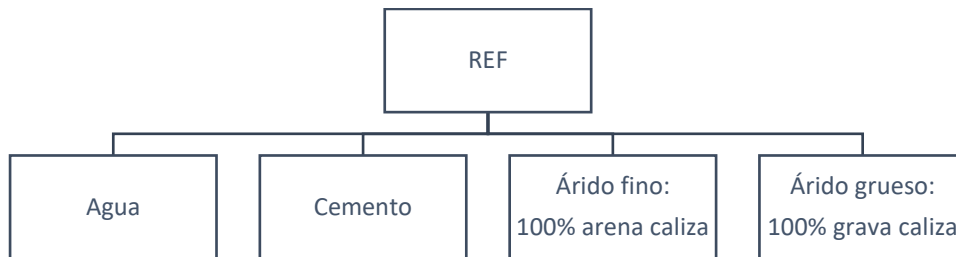 REF
Agua
Cemento
Árido fino:
100% arena caliza
Árido grueso:
100% grava caliza